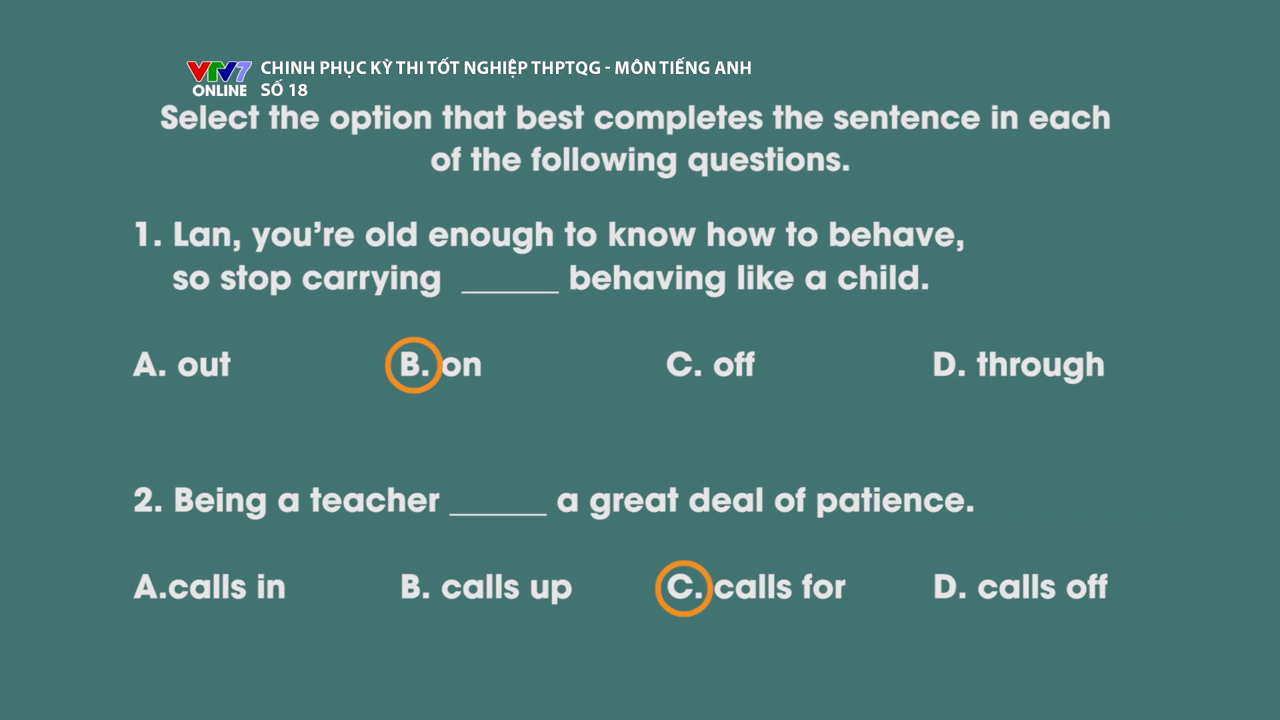 VTV7
ONLINE
CHINH PHỤC KỲ THI TỐT NGHIỆP THPTQG - MÔN TIẾNG ANH
SỐ 18
Select the option that best completes the sentence in each
of the following questions.
1. Lan, you're old enough to know how to behave,
so stop carrying ______ behaving like a child.
A. out B. on C. off D. through
2. Being a teacher ______ a great deal of patience.
A.calls in B. calls up C. calls for D. calls off